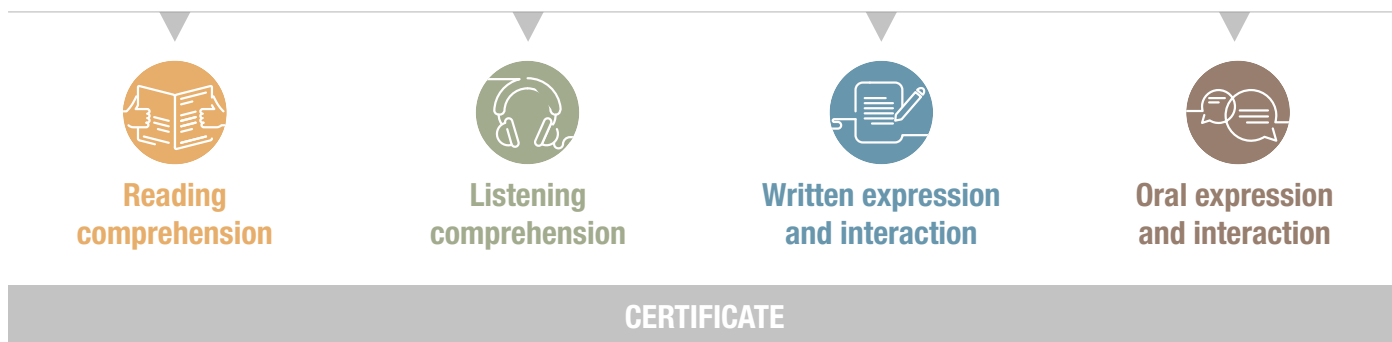 Reading
comprehension
Listening
comprehension
Written expression
and interaction
Oral expression
and interaction
CERTIFICATE